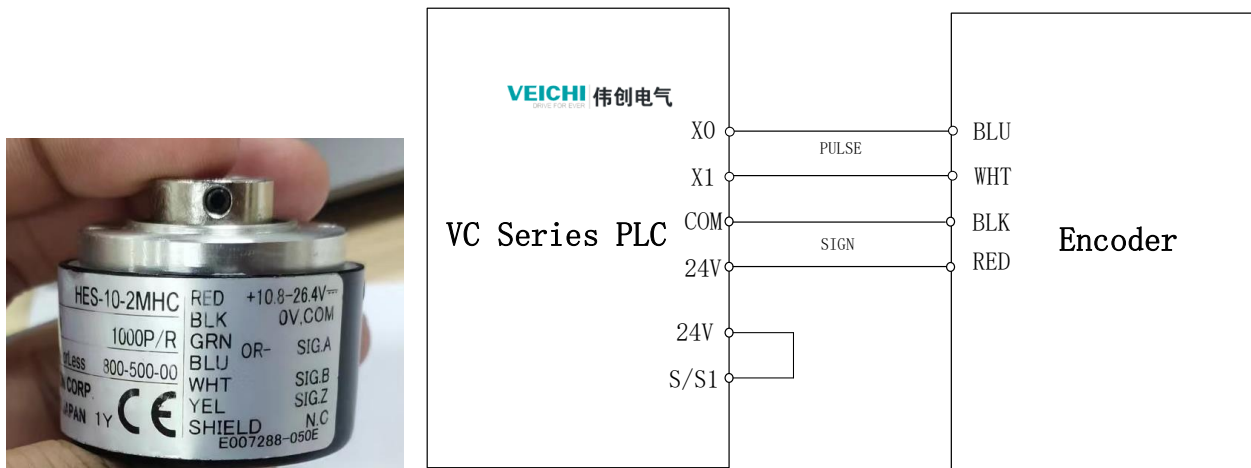 HES-10-2MHC
1000P/R
orLess 800-500-00
N CORP.
JAPAN 1Y CE
RED +10.8-26.4V
BLK 0V,COM
GRN
BLU OR- SIG.A
WHT SIG.B
YEL SIG.Z
SHIELD N.C
E007288-050E
VEICHI 伟创电气
DRIVE FOR EVER
VC Series PLC
X0
X1
COM
24V
24V
S/S1
PULSE
SIGN
BLU
WHT
BLK
RED
Encoder